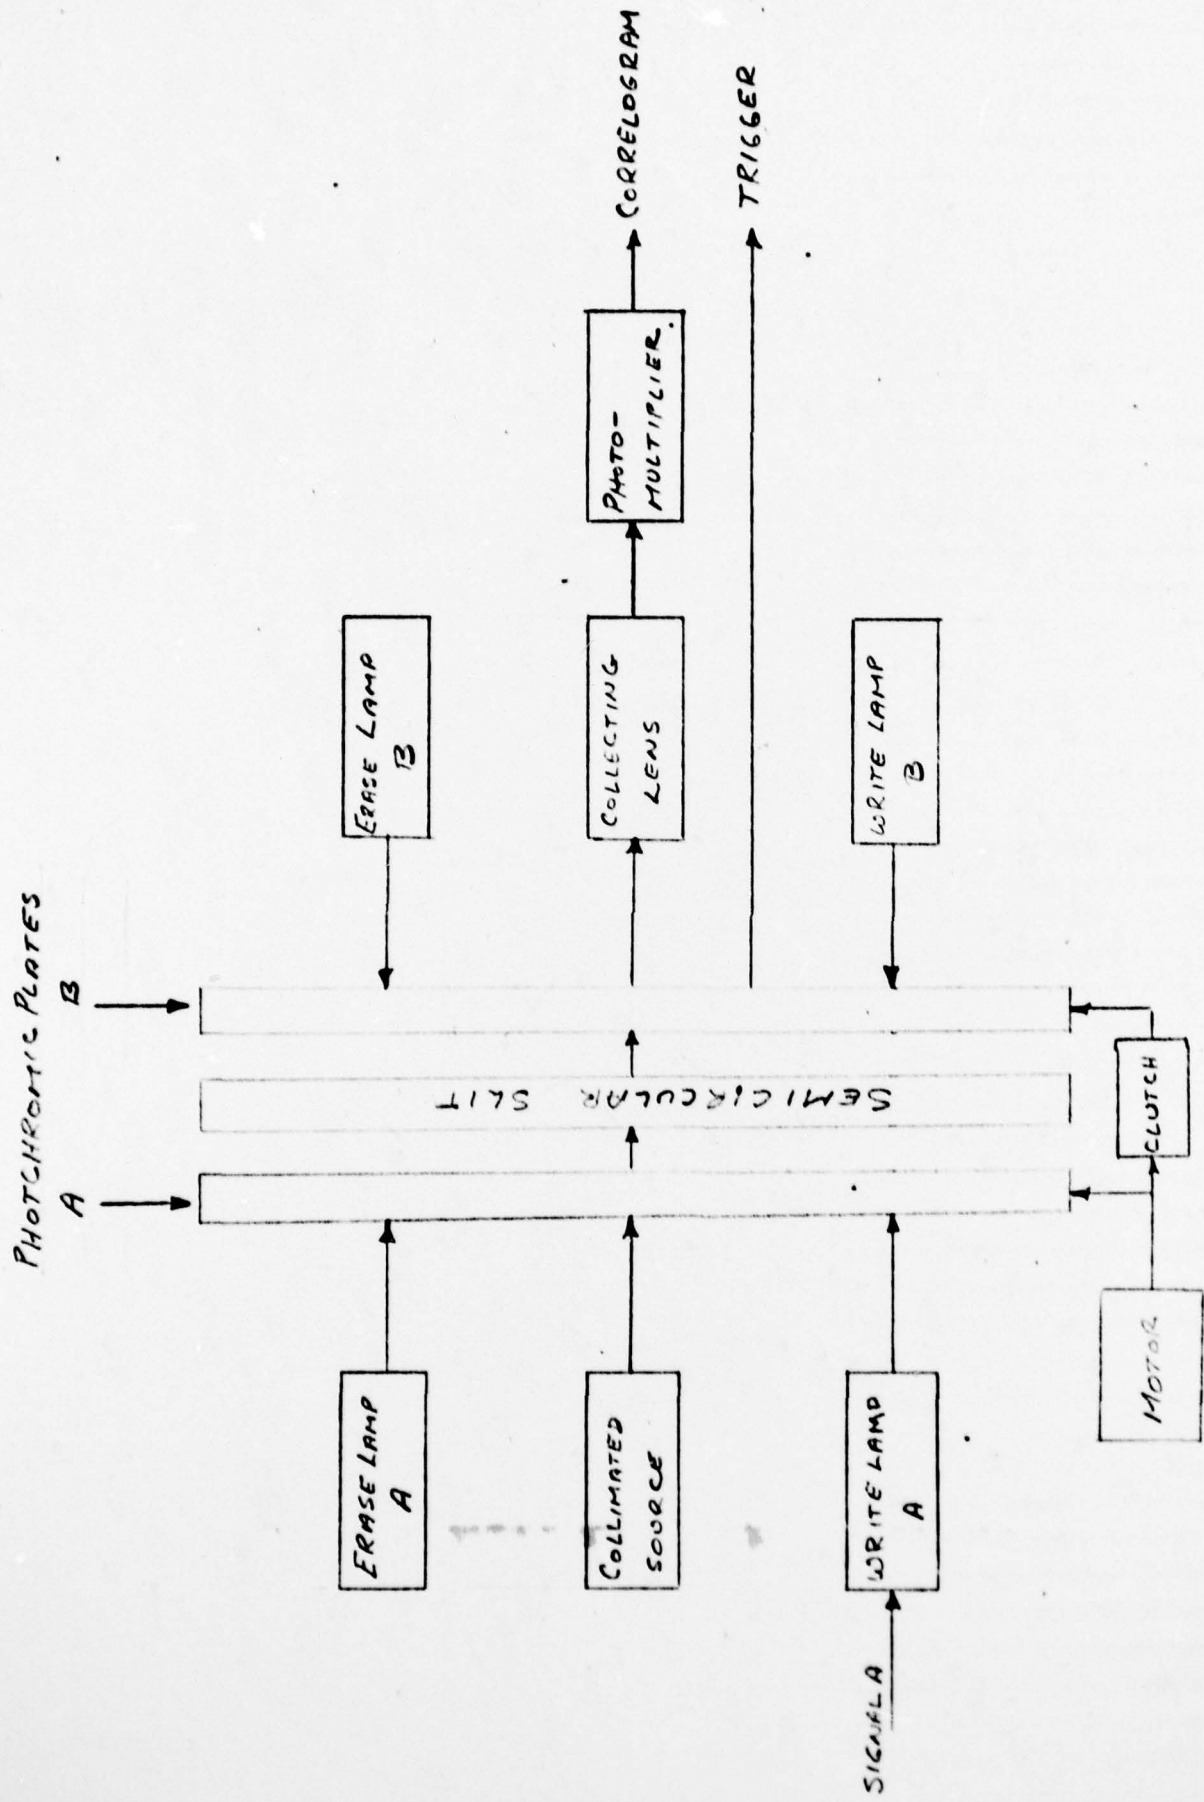 PHOTCHROMIC PLATES
A
B
ERASE LAMP
A
ERASE LAMP
B
SEMICIRCULAR SLIT
COLLIMATED
SOURCE
COLLECTING
LENS
PHOTO-
MULTIPLIER.
CORRELOGRAM
TRIGGER
SIGNAL A
WRITE LAMP
A
WRITE LAMP
B
MOTOR
CLUTCH